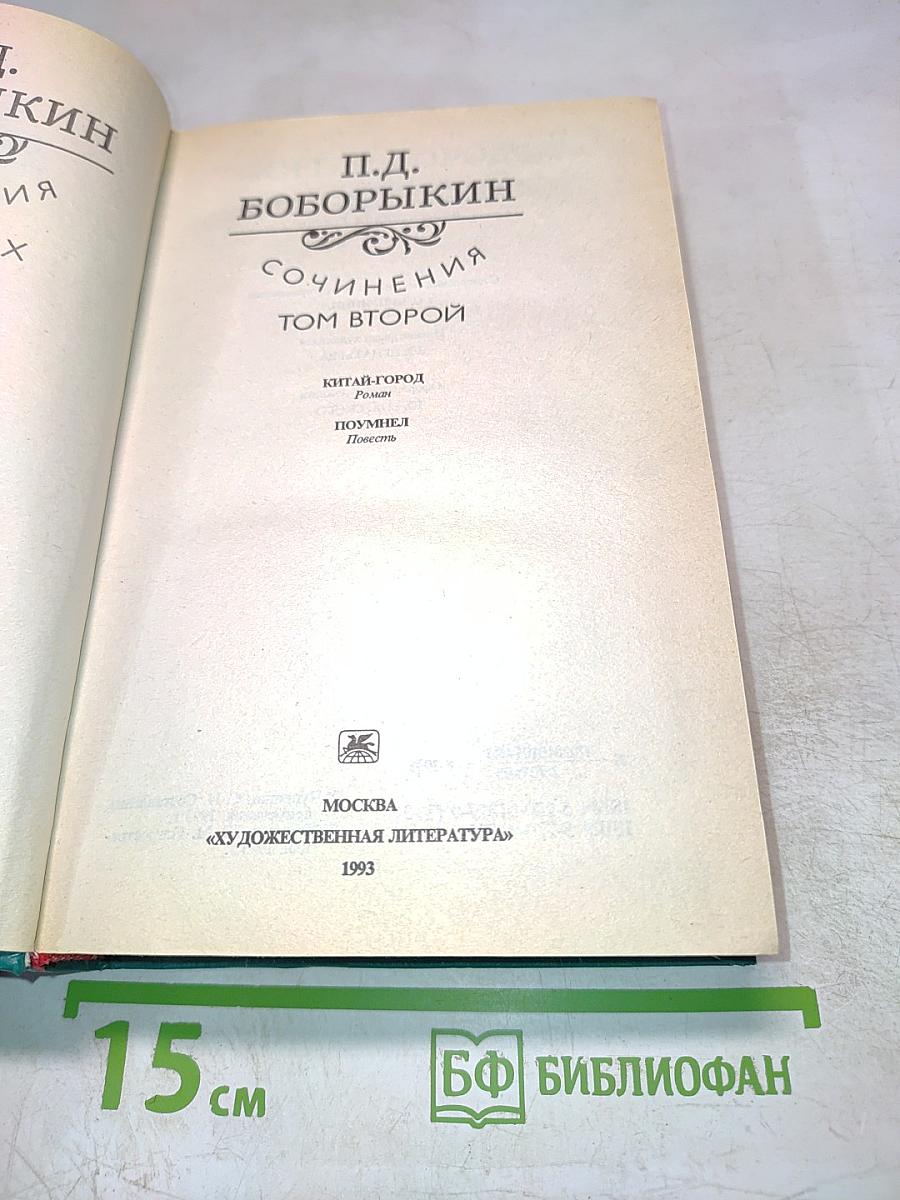 П.Д.
БОБОРЫКИН
СОЧИНЕНИЯ
ТОМ ВТОРОЙ
КИТАЙ-ГОРОД
Роман
ПОУМНЕЛ
Повесть
МОСКВА
«ХУДОЖЕСТВЕННАЯ ЛИТЕРАТУРА»
1993
15 см
БФ БИБЛИОФАН